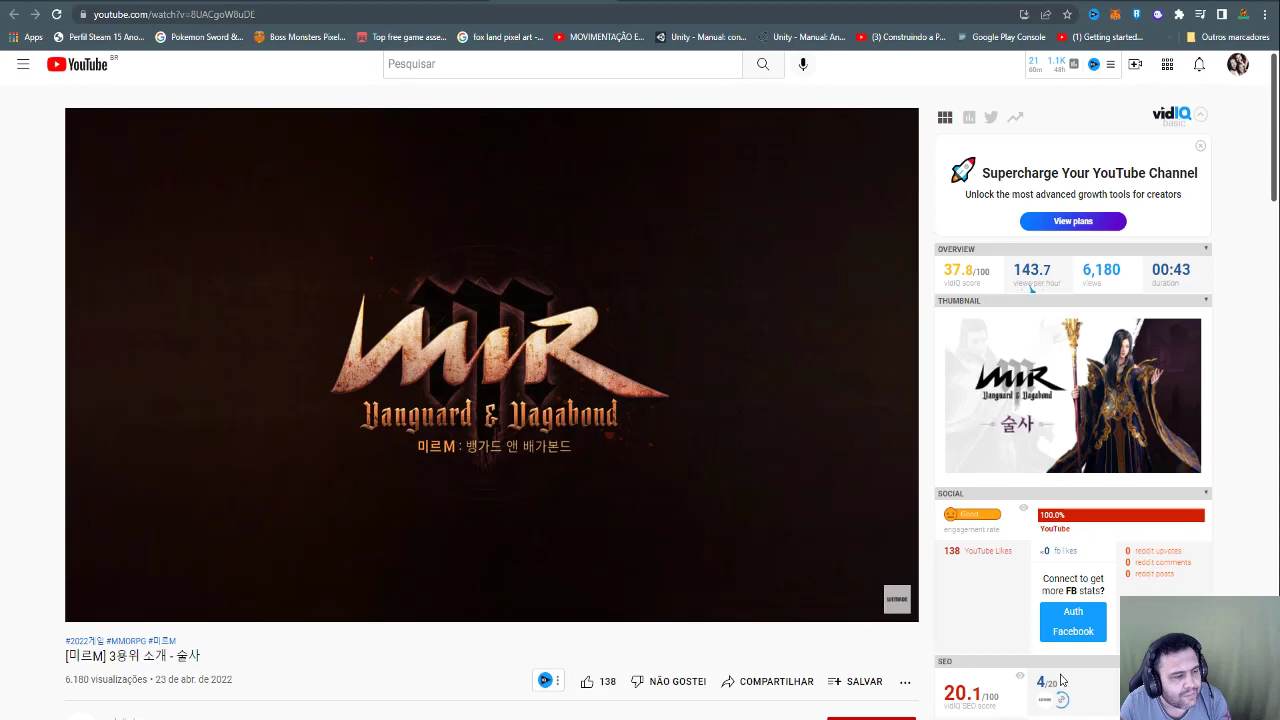 youtube.com/watch?v=8UACgoW8uDE
Apps
Perfil Steam 15 Ano...
Pokemon Sword &...
Boss Monsters Pixel...
Top free game asse...
fox land pixel art -...
MOVIMENTAÇÃO E...
Unity - Manual: con...
Unity - Manual: An...
(3) Construindo a P...
Google Play Console
(1) Getting started...
Outros marcadores
YouTube BR
Pesquisar
21 60m
1.1K 48h
vidIQ
basic
Supercharge Your YouTube Channel
Unlock the most advanced growth tools for creators
View plans
OVERVIEW
37.8/100
vidIQ score
143.7
views per hour
6,180
views
00:43
duration
THUMBNAIL
MIR
Vanguard & Vagabond
술사
MIR
Vanguard & Vagabond
미르M : 뱅가드 앤 배가본드
WEMADE
SOCIAL
Good
engagement rate
100.0%
YouTube
138 YouTube Likes
0 fb likes
0 reddit upvotes
0 reddit comments
0 reddit posts
Connect to get
more FB stats?
Auth
Facebook
SEO
20.1/100
vidIQ SEO score
4/20
#2022게임 #MMORPG #미르M
[미르M] 3용위 소개 - 술사
6.180 visualizações • 23 de abr. de 2022
138
NÃO GOSTEI
COMPARTILHAR
SALVAR